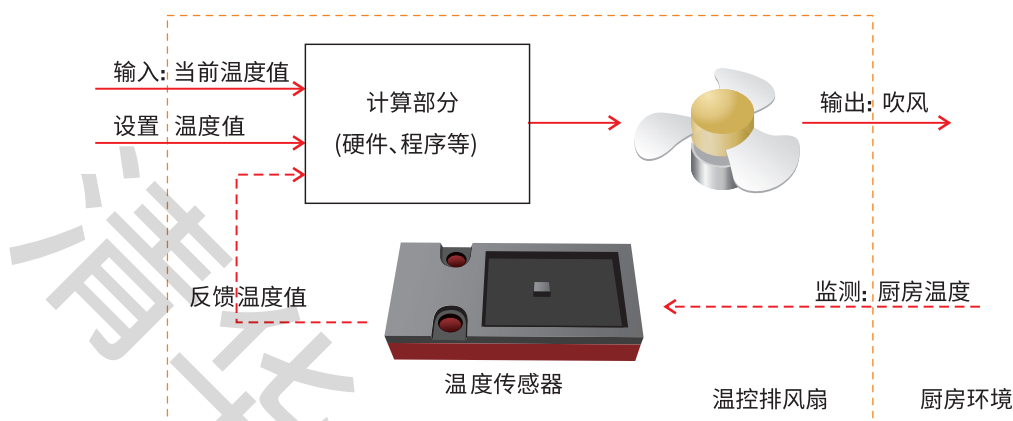 输入: 当前温度值
设置 温度值
计算部分
(硬件、程序等)
输出: 吹风
反馈温度值
监测: 厨房温度
温度传感器
温控排风扇
厨房环境
清华